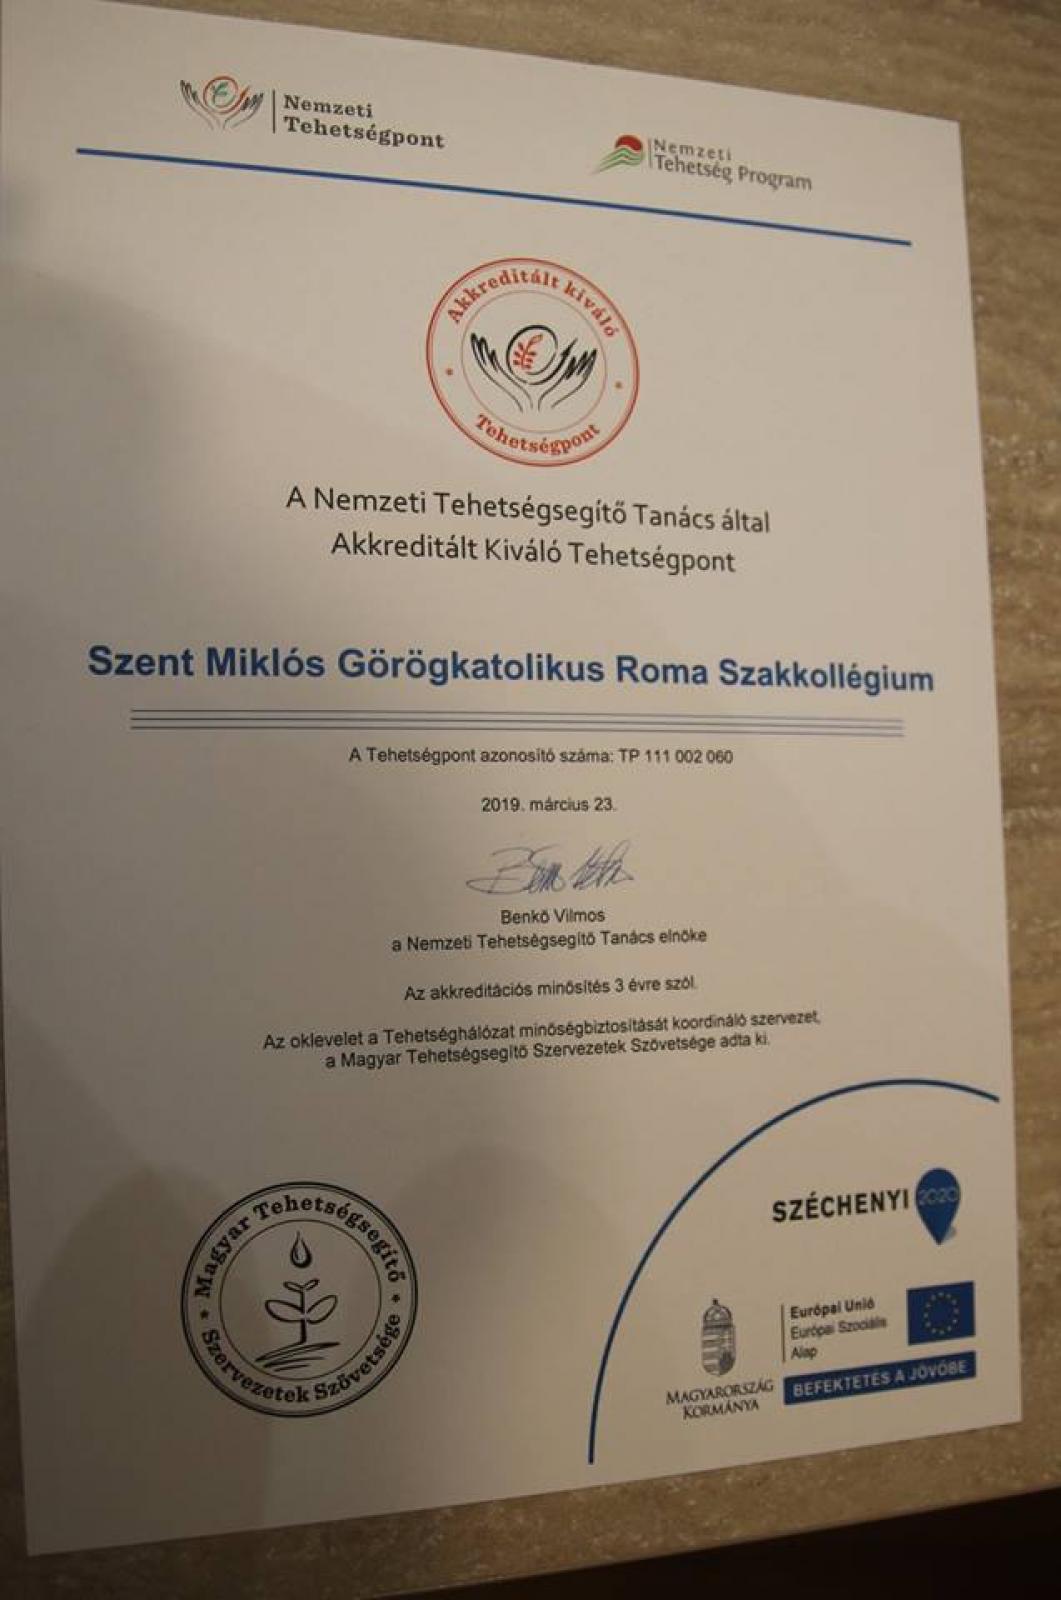 Nemzeti
Tehetségpont
Nemzeti
Tehetség Program
Akkreditált kiváló
Tehetségpont
A Nemzeti Tehetségsegítő Tanács által
Akkreditált Kiváló Tehetségpont
Szent Miklós Görögkatolikus Roma Szakkollégium
A Tehetségpont azonosító száma: TP 111 002 060
2019. március 23.
Benkő Vilmos
a Nemzeti Tehetségsegítő Tanács elnöke
Az akkreditációs minősítés 3 évre szól.
Az oklevelet a Tehetséghálózat minőségbiztosítását koordináló szervezet,
a Magyar Tehetségsegítő Szervezetek Szövetsége adta ki.
Magyar Tehetségsegítő
Szervezetek Szövetsége
SZÉCHENYI 2020
MAGYARORSZÁG
KORMÁNYA
Európai Unió
Európai Szociális
Alap
BEFEKTETÉS A JÖVŐBE